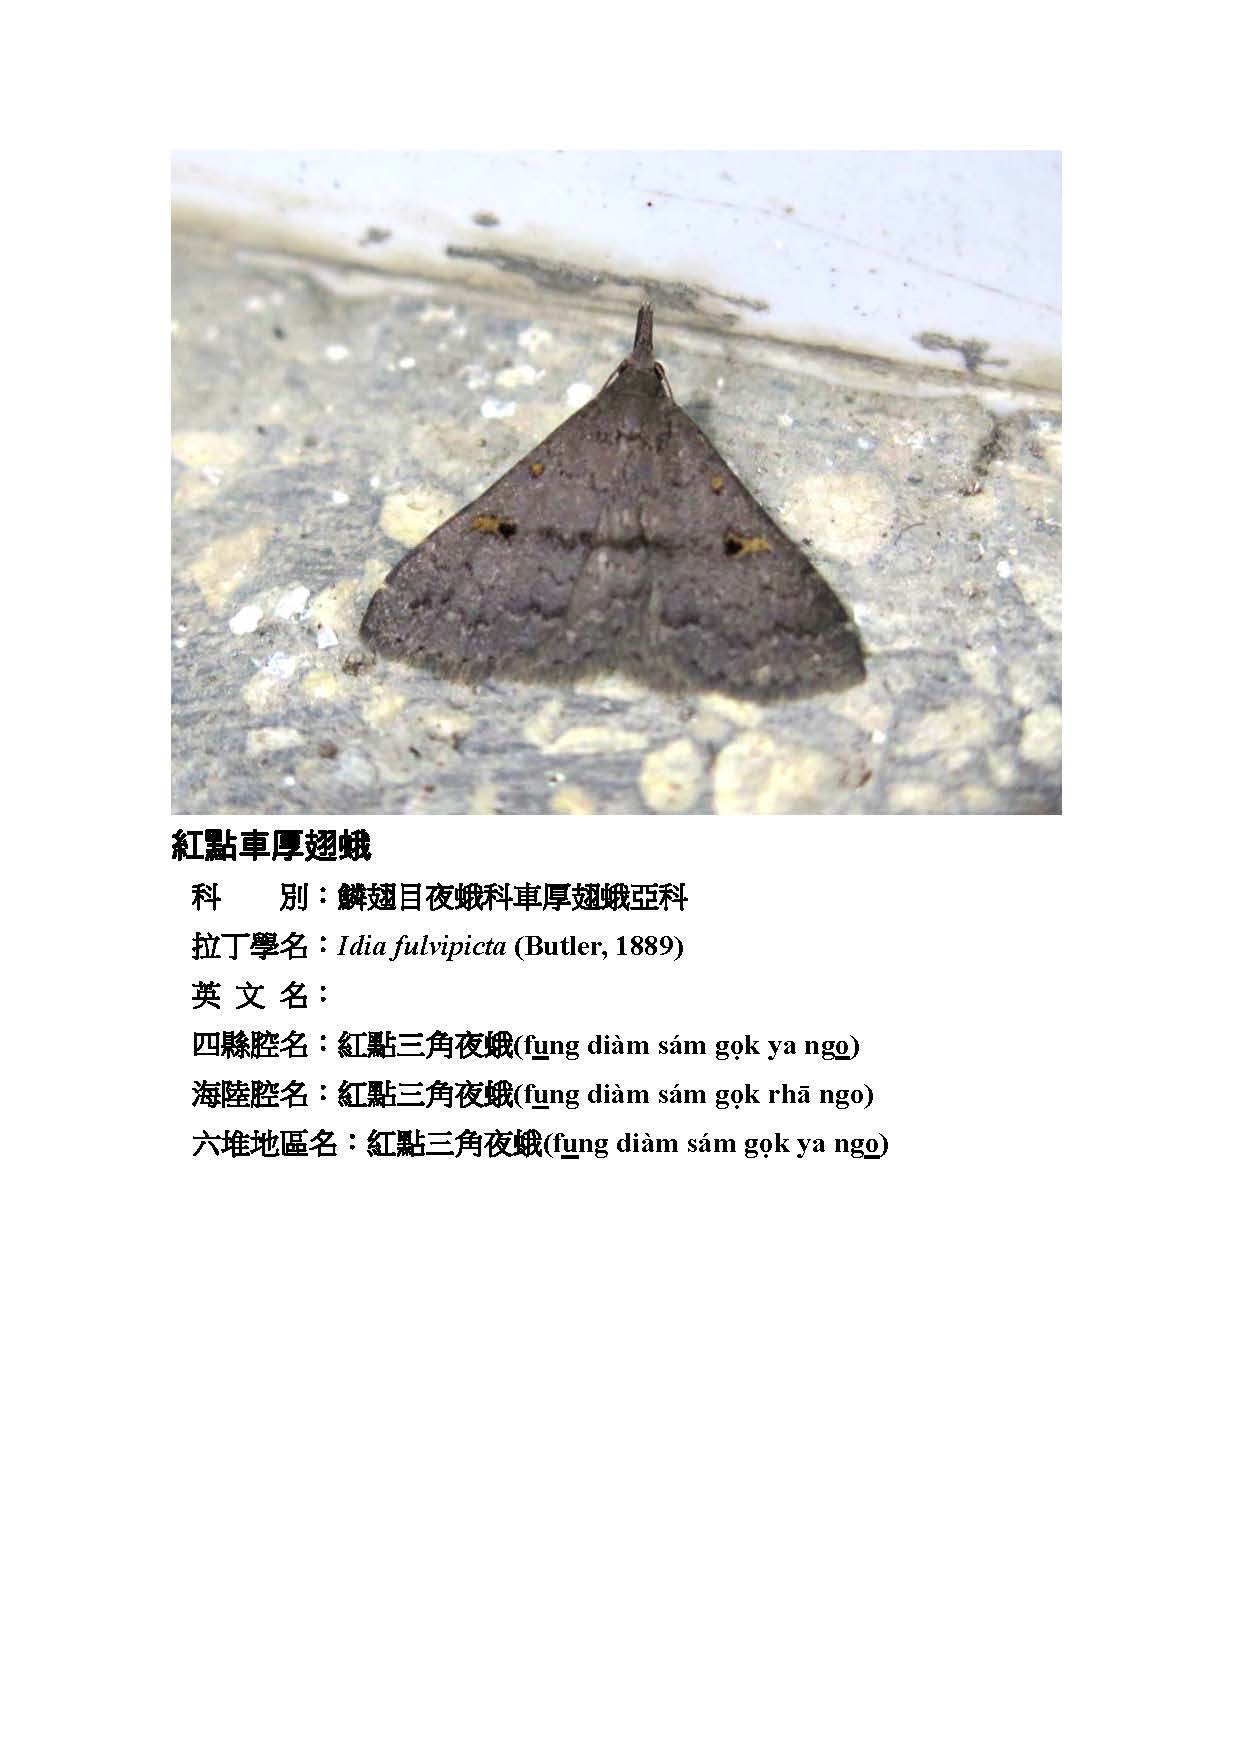 紅點車厚翅蛾
科　　別：鱗翅目夜蛾科車厚翅蛾亞科
拉丁學名：Idia fulvipicta (Butler, 1889)
英 文 名：
四縣腔名：紅點三角夜蛾(fung diàm sám gọk ya ngo)
海陸腔名：紅點三角夜蛾(fung diàm sám gọk rhā ngo)
六堆地區名：紅點三角夜蛾(fung diàm sám gọk ya ngo)